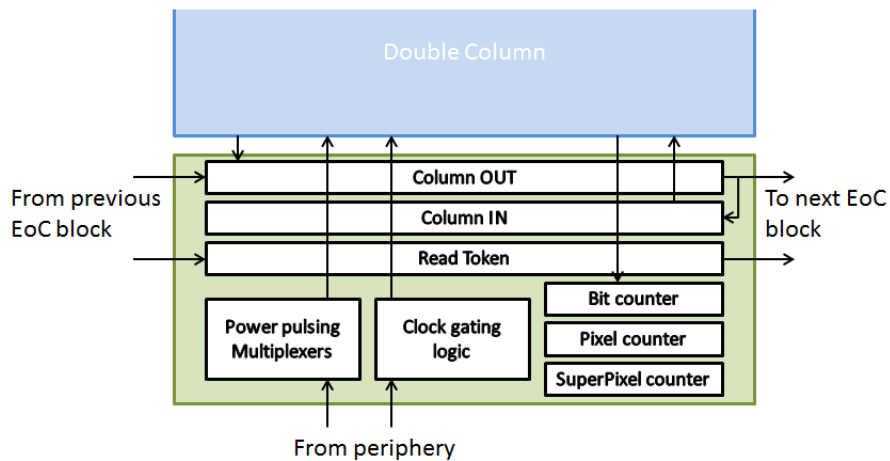 Double Column
Column OUT
From previous
EoC block
To next EoC
block
Column IN
Read Token
Bit counter
Power pulsing
Multiplexers
Clock gating
logic
Pixel counter
SuperPixel counter
From periphery